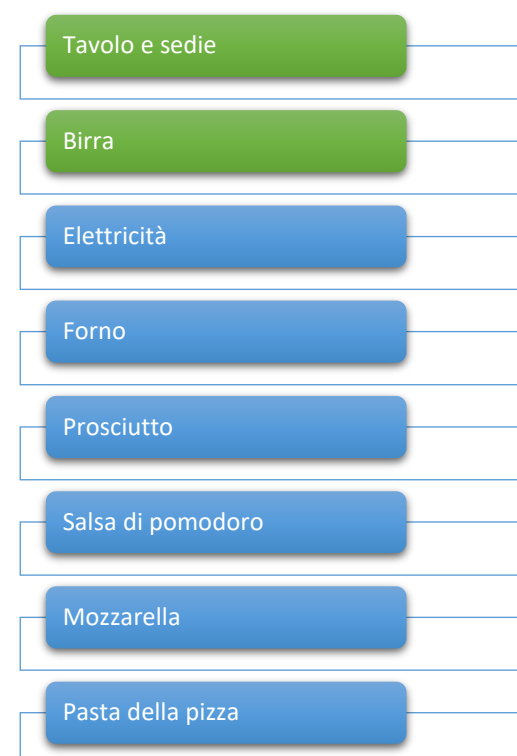 Tavolo e sedie
Birra
Elettricità
Forno
Prosciutto
Salsa di pomodoro
Mozzarella
Pasta della pizza